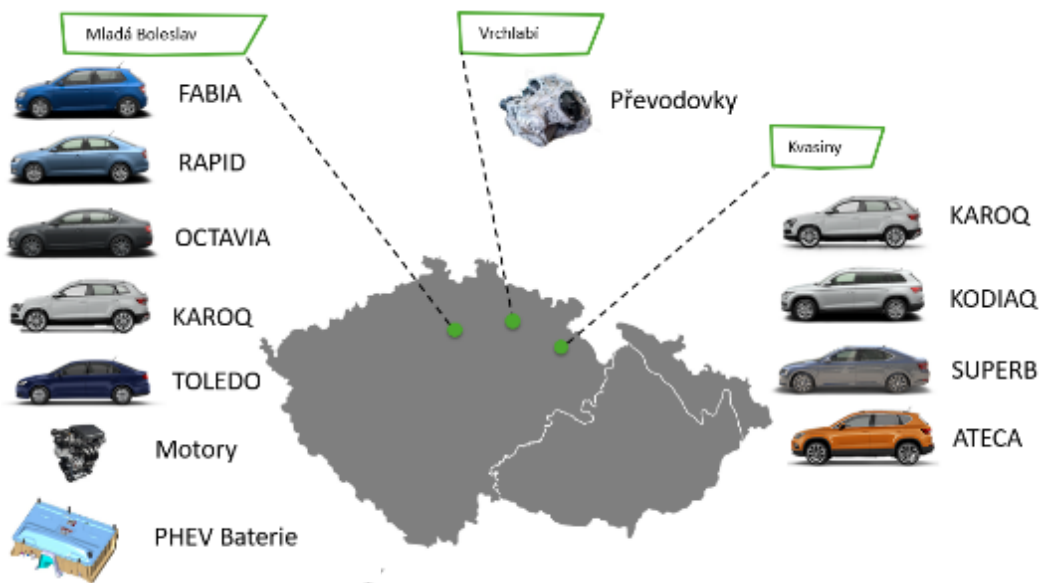 Mladá Boleslav
FABIA
RAPID
OCTAVIA
KAROQ
TOLEDO
Motory
PHEV Baterie
Vrchlabí
Převodovky
Kvasiny
KAROQ
KODIAQ
SUPERB
ATECA